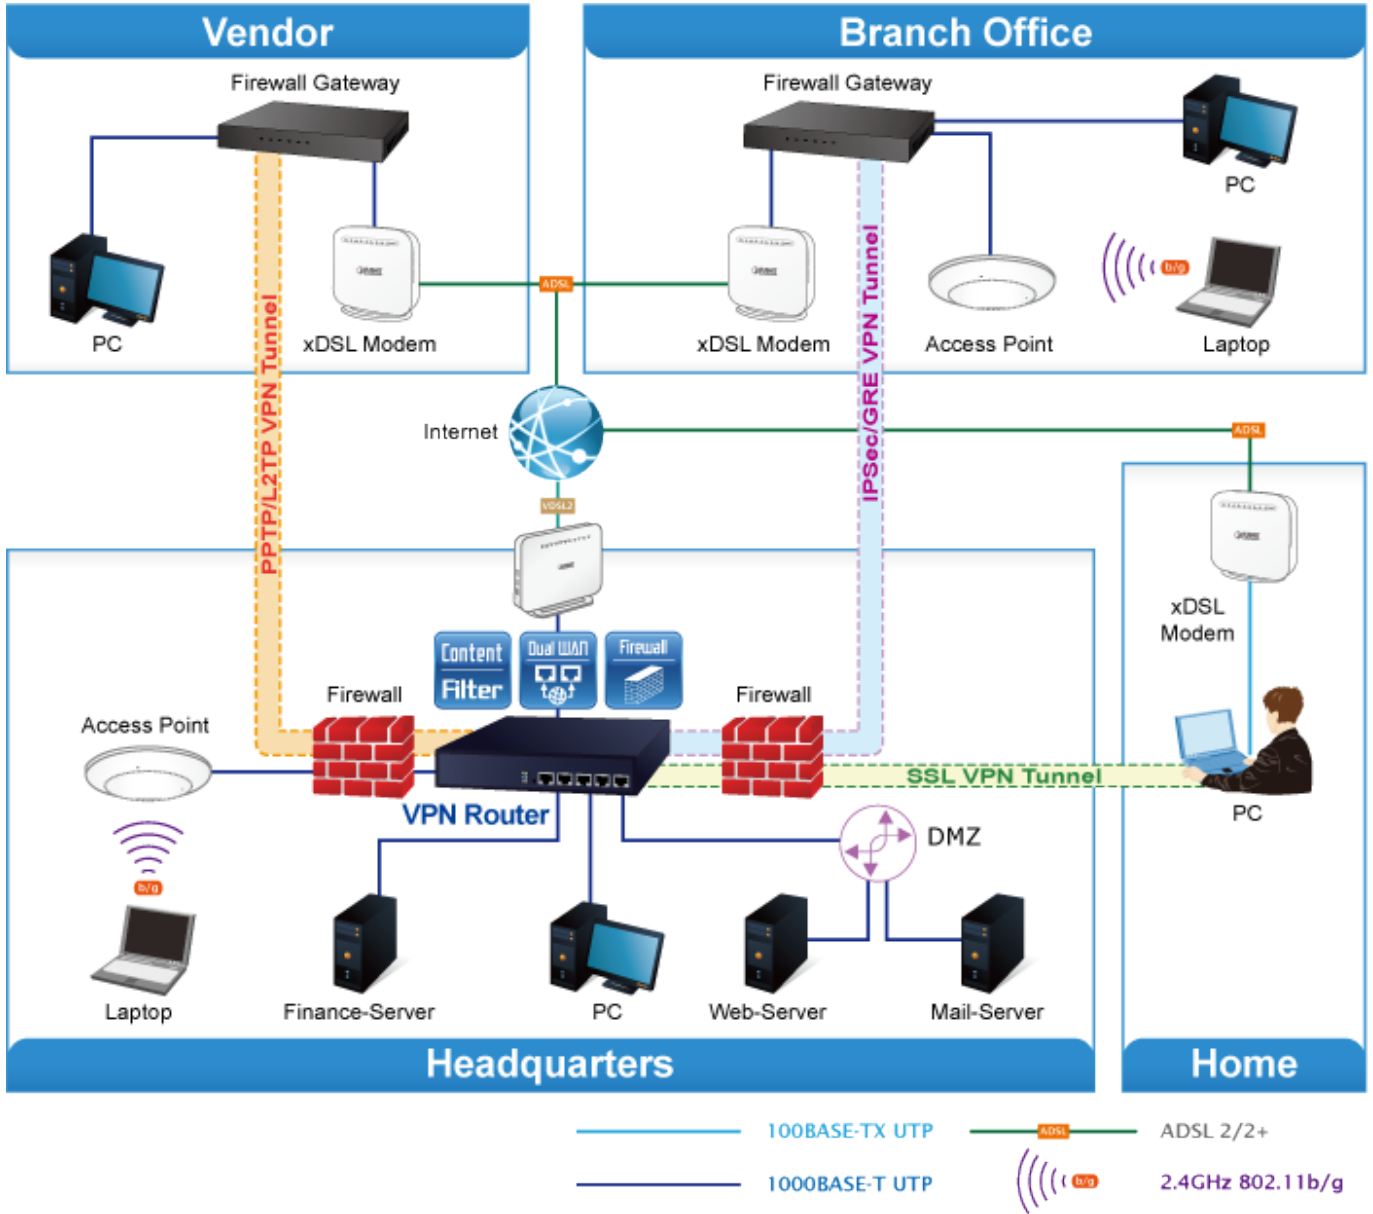 Vendor
Branch Office
Firewall Gateway
Firewall Gateway
PC
b/g
PC
xDSL Modem
ADSL
xDSL Modem
Access Point
Laptop
PPTP/L2TP VPN Tunnel
IPSec/GRE VPN Tunnel
Internet
ADSL
VDSL2
xDSL
Modem
Content
Filter
Dual WAN
Firewall
Firewall
Firewall
Access Point
SSL VPN Tunnel
VPN Router
PC
DMZ
b/g
Laptop
Finance-Server
PC
Web-Server
Mail-Server
Headquarters
Home
100BASE-TX UTP
ADSL
ADSL 2/2+
1000BASE-T UTP
b/g
2.4GHz 802.11b/g